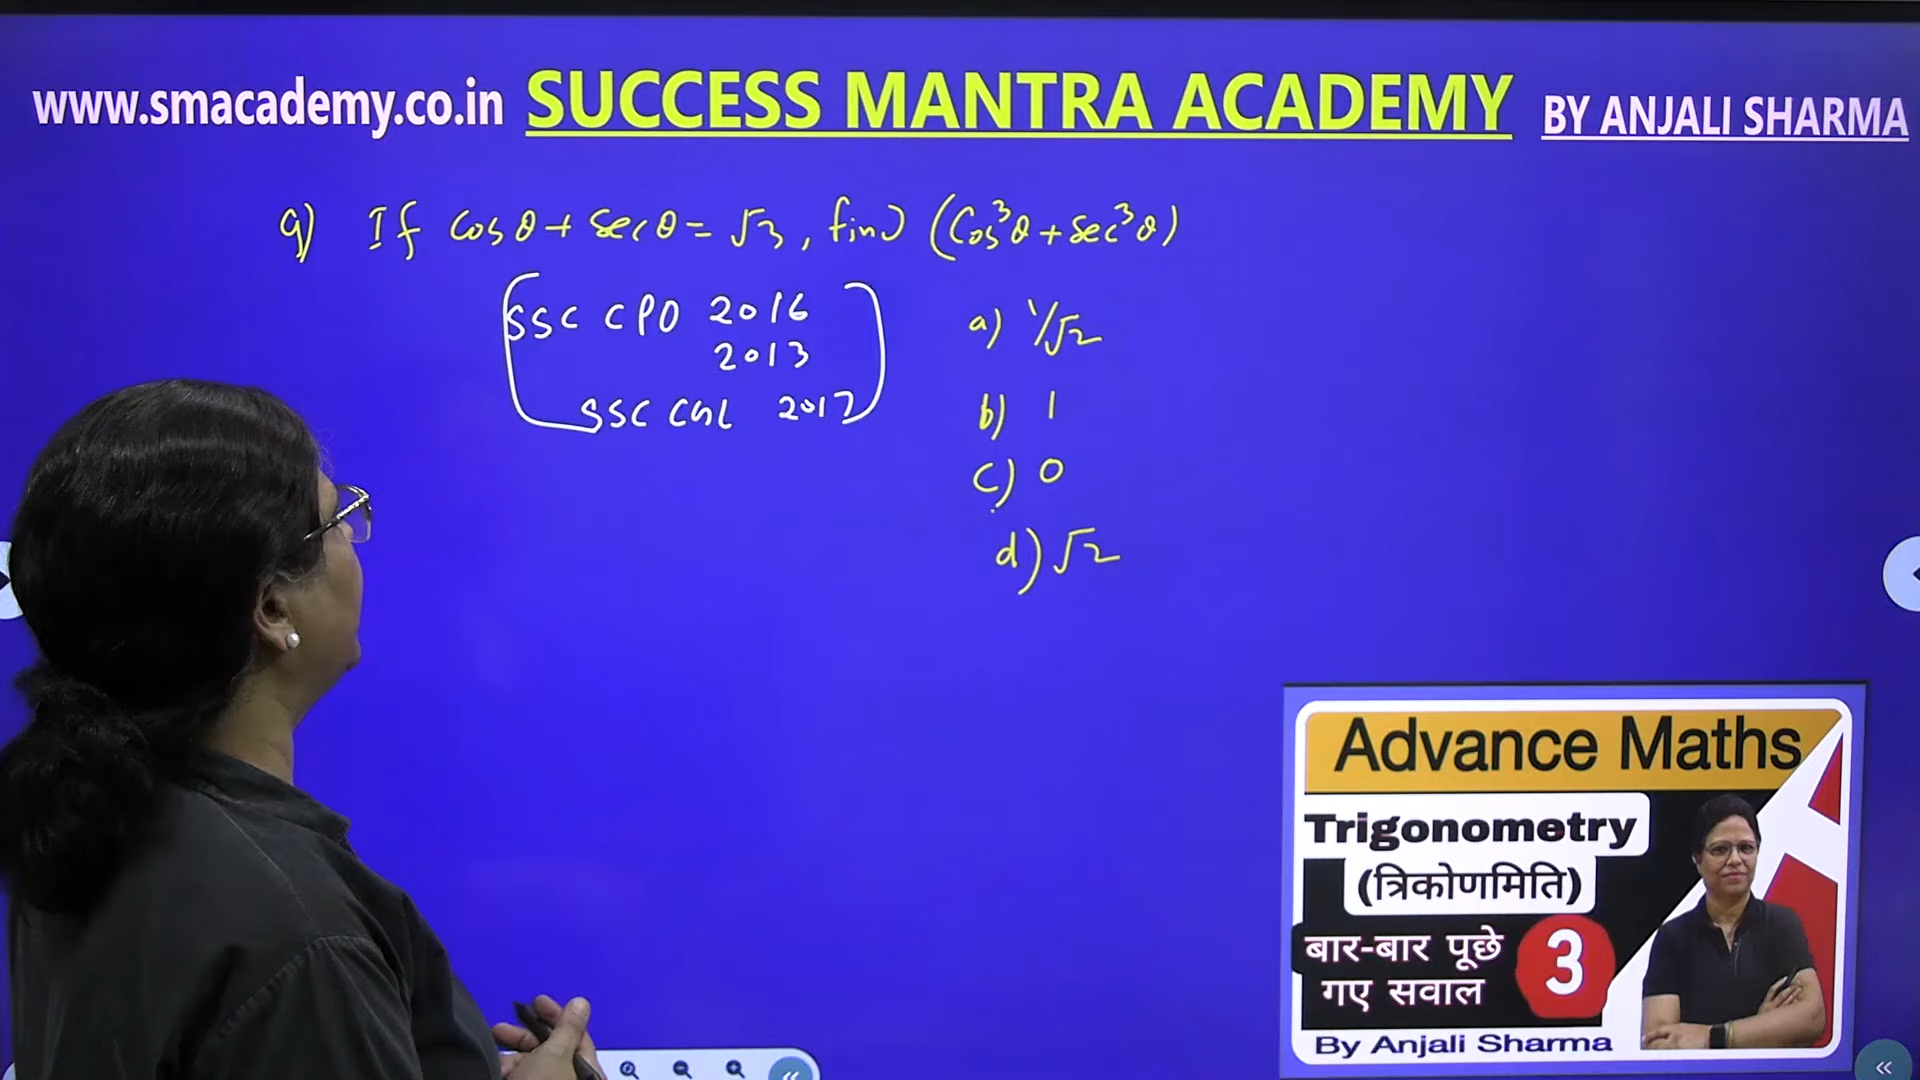 www.smacademy.co.in SUCCESS MANTRA ACADEMY BY ANJALI SHARMA
q) If cosθ + secθ = √3, find (cos³θ + sec³θ)
SSC CPO 2016
2013
SSC CGL 2017
a) 1/√2
b) 1
c) 0
d) √2
Advance Maths
Trigonometry
(त्रिकोणमिति)
बार-बार पूछे
गए सवाल
3
By Anjali Sharma